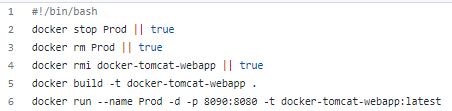 1 #!/bin/bash
2 docker stop Prod || true
3 docker rm Prod || true
4 docker rmi docker-tomcat-webapp || true
5 docker build -t docker-tomcat-webapp .
6 docker run --name Prod -d -p 8090:8080 -t docker-tomcat-webapp:latest